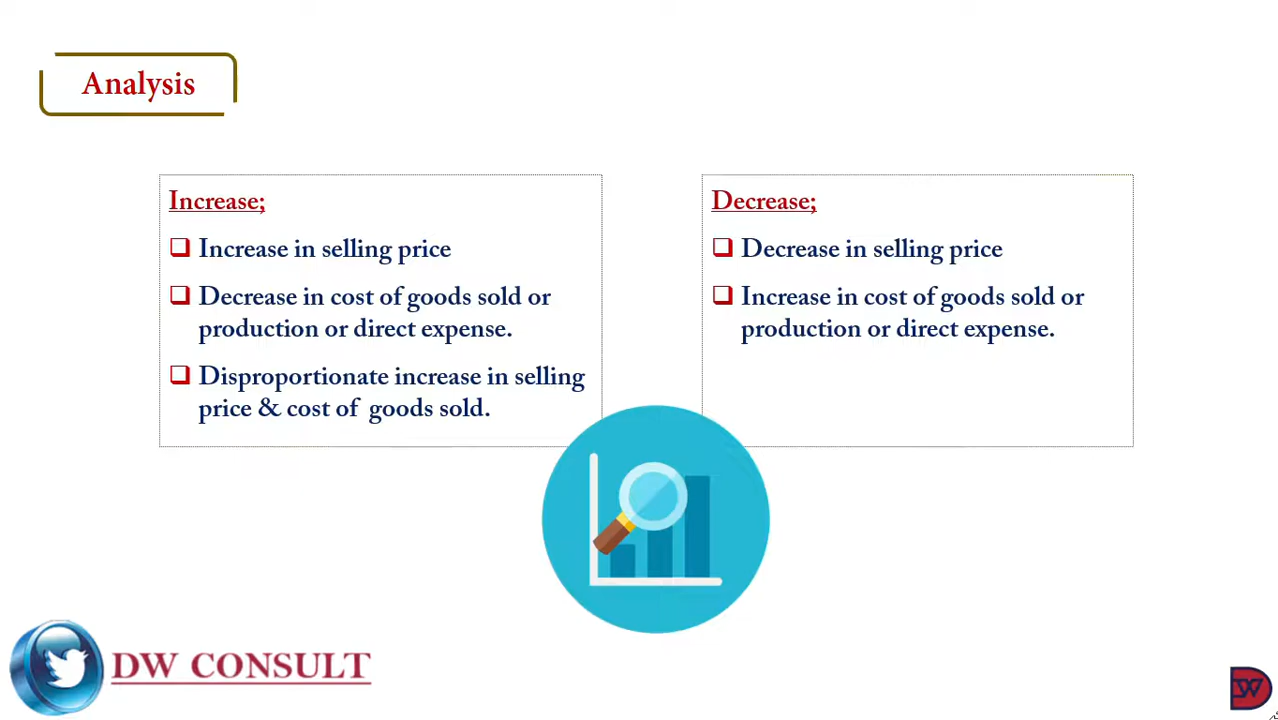 Analysis
Increase;
Increase in selling price
Decrease in cost of goods sold or
production or direct expense.
Disproportionate increase in selling
price & cost of goods sold.
Decrease;
Decrease in selling price
Increase in cost of goods sold or
production or direct expense.
DW CONSULT
DW